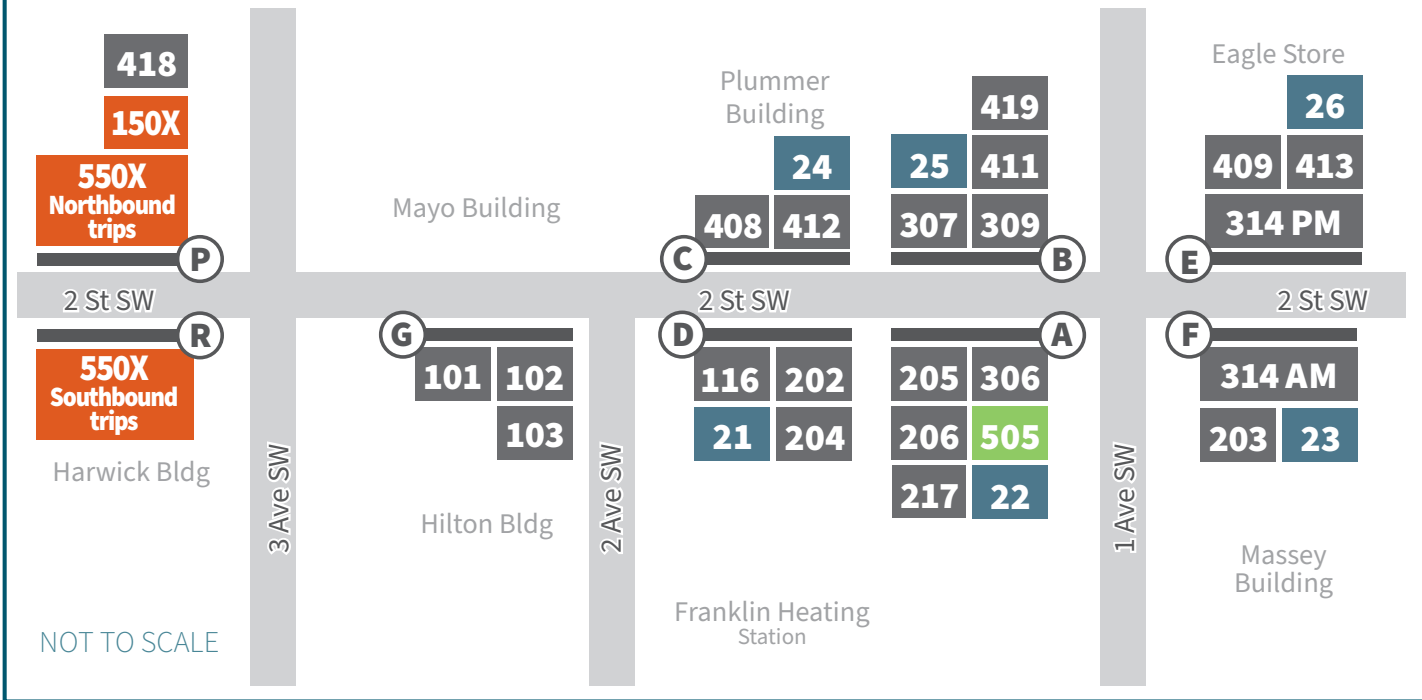 418
150X
550X
Northbound
trips
P
2 St SW
R
550X
Southbound
trips
Harwick Bldg
NOT TO SCALE
3 Ave SW
Mayo Building
G
101 102
103
Hilton Bldg
2 Ave SW
Plummer
Building
24
408 412
C
2 St SW
D
116 202
21 204
Franklin Heating
Station
419
25 411
307 309
B
A
205 306
206 505
217 22
1 Ave SW
Eagle Store
26
409 413
314 PM
E
2 St SW
F
314 AM
203 23
Massey
Building